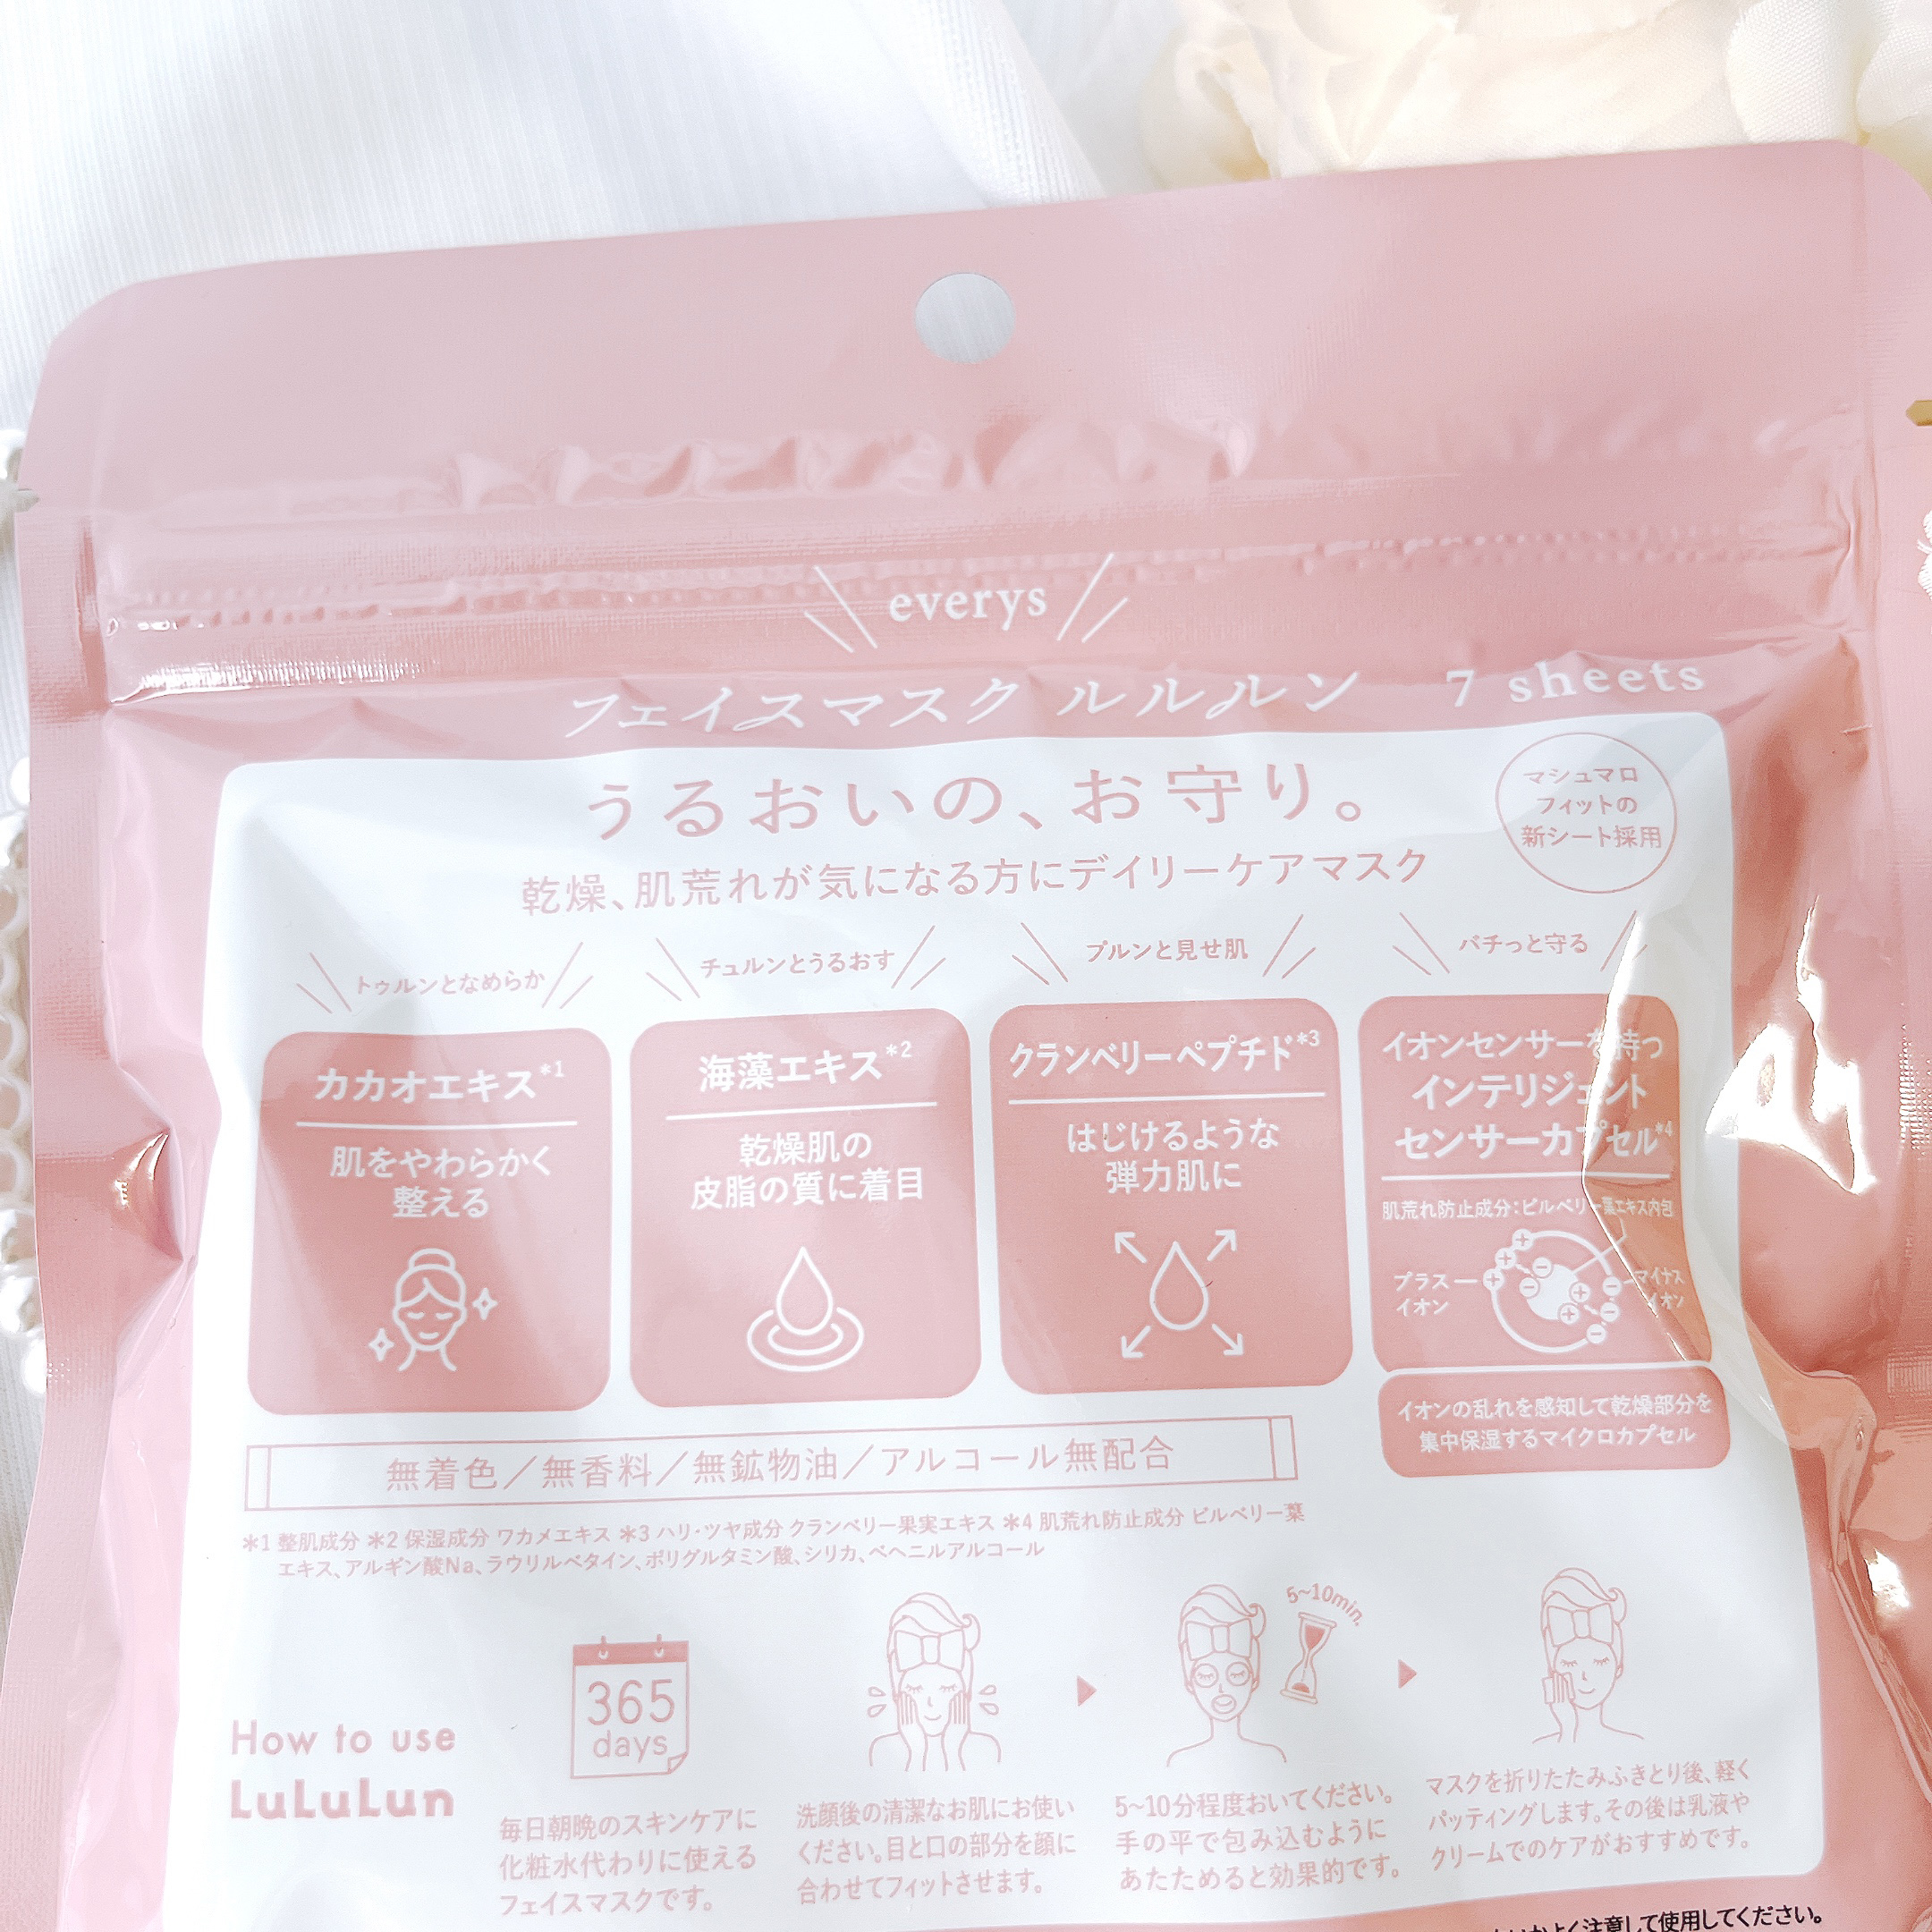 everys
フェイスマスク ルルルン 7 sheets
うるおいの、お守り。
マシュマロ
フィットの
新シート採用
乾燥、肌荒れが気になる方にデイリーケアマスク
トゥルンとなめらか
カカオエキス*1
肌をやわらかく
整える
チュルンとうるおす
海藻エキス*2
乾燥肌の
皮脂の質に着目
プルンと見せ肌
クランベリーペプチド*3
はじけるような
弾力肌に
バチっと守る
イオンセンサーを持つ
インテリジェント
センサーカプセル*4
肌荒れ防止成分:ビルベリー葉エキス内包
プラス
イオン
マイナス
イオン
イオンの乱れを感知して乾燥部分を
集中保湿するマイクロカプセル
無着色/無香料/無鉱物油/アルコール無配合
*1 整肌成分 *2 保湿成分 ワカメエキス *3 ハリ・ツヤ成分 クランベリー果実エキス *4 肌荒れ防止成分 ビルベリー葉
エキス、アルギン酸Na、ラウリルベタイン、ポリグルタミン酸、シリカ、ベヘニルアルコール
How to use
LuLuLun
365
days
毎日朝晩のスキンケアに
化粧水代わりに使える
フェイスマスクです。
洗顔後の清潔なお肌にお使い
ください。目と口の部分を顔に
合わせてフィットさせます。
5~10min.
5~10分程度おいてください。
手の平で包み込むように
あたためると効果的です。
マスクを折りたたみふきとり後、軽く
パッティングします。その後は乳液や
クリームでのケアがおすすめです。
よく注意して使用してください。